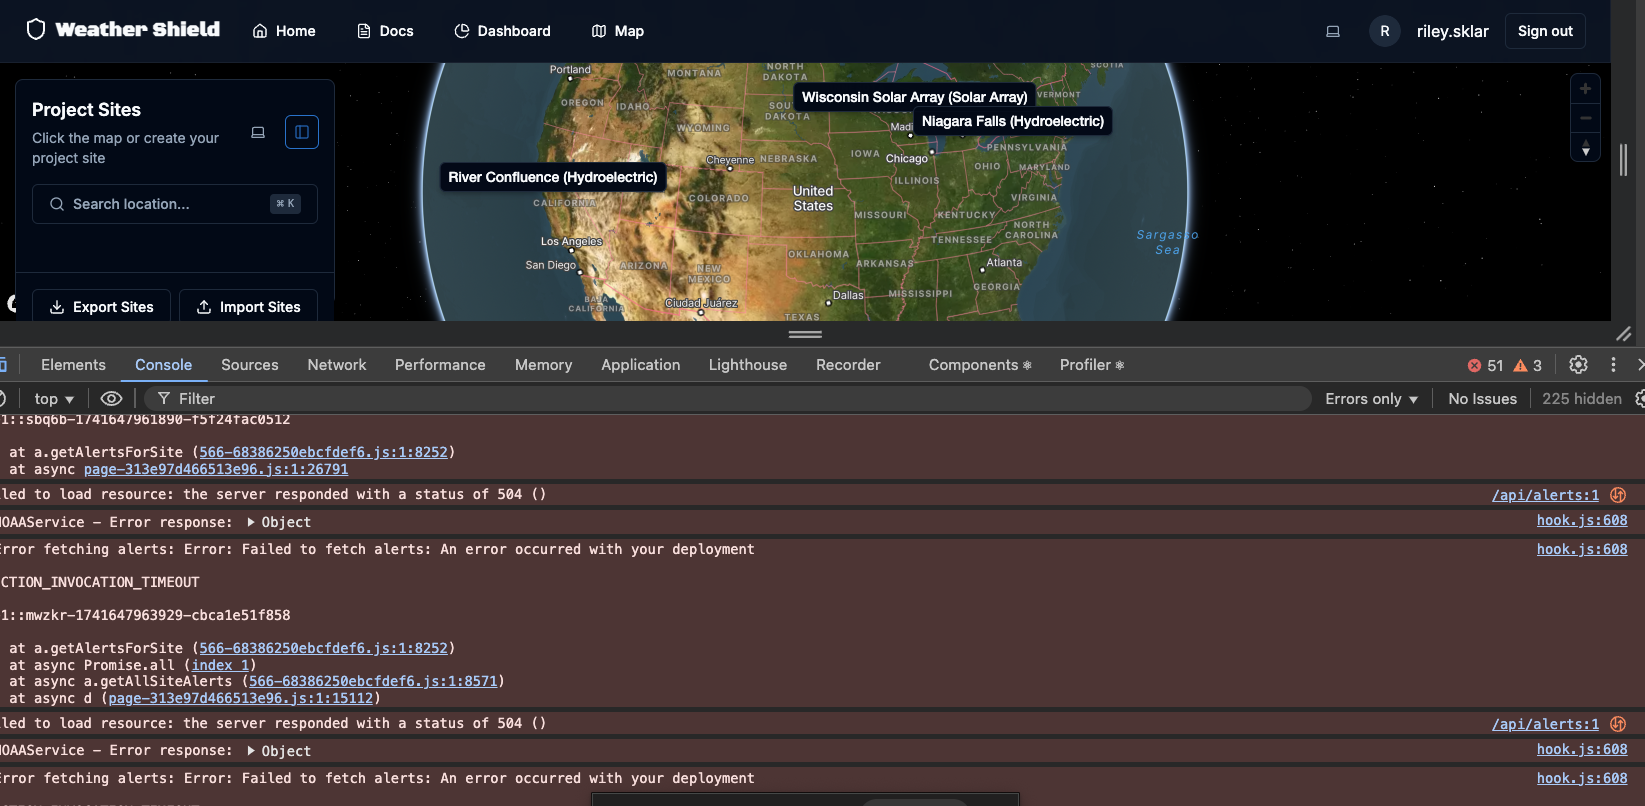 Weather Shield
Home
Docs
Dashboard
Map
R
riley.sklar
Sign out
Project Sites
Click the map or create your
project site
Search location...
⌘ K
Export Sites
Import Sites
Portland
MONTANA
NORTH
DAKOTA
SCOTIA
OREGON
IDAHO
Wisconsin Solar Array (Solar Array)
VERMONT
DAKOTA
WYOMING
Niagara Falls (Hydroelectric)
Cheyenne
NEBRASKA
IOWA
Chicago
PENNSYLVANIA
OHIO
MARYLAND
River Confluence (Hydroelectric)
ILLINOIS
United
States
CALIFORNIA
COLORADO
VIRGINIA
MISSOURI
KENTUCKY
NORTH
CAROLINA
Los Angeles
TENNESSEE
Sargasso
Sea
OKLAHOMA
ARKANSAS
San Diego
ARIZONA
NEW
MEXICO
Atlanta
GEORGIA
BAJA
CALIFORNIA
Ciudad Juárez
Dallas
MISSISSIPPI
TEXAS
Elements
Console
Sources
Network
Performance
Memory
Application
Lighthouse
Recorder
Components ⚛
Profiler ⚛
51
3
top ▼
Filter
Errors only ▼
No Issues
225 hidden
1::sbq6b-1741647961890-f5f24fac0512
at a.getAlertsForSite (566-68386250ebcfdef6.js:1:8252)
at async page-313e97d466513e96.js:1:26791
led to load resource: the server responded with a status of 504 ()
/api/alerts:1
NOAAService – Error response: ▶ Object
hook.js:608
Error fetching alerts: Error: Failed to fetch alerts: An error occurred with your deployment
hook.js:608
CTION_INVOCATION_TIMEOUT
1::mwzkr-1741647963929-cbca1e51f858
at a.getAlertsForSite (566-68386250ebcfdef6.js:1:8252)
at async Promise.all (index 1)
at async a.getAllSiteAlerts (566-68386250ebcfdef6.js:1:8571)
at async d (page-313e97d466513e96.js:1:15112)
led to load resource: the server responded with a status of 504 ()
/api/alerts:1
NOAAService – Error response: ▶ Object
hook.js:608
Error fetching alerts: Error: Failed to fetch alerts: An error occurred with your deployment
hook.js:608